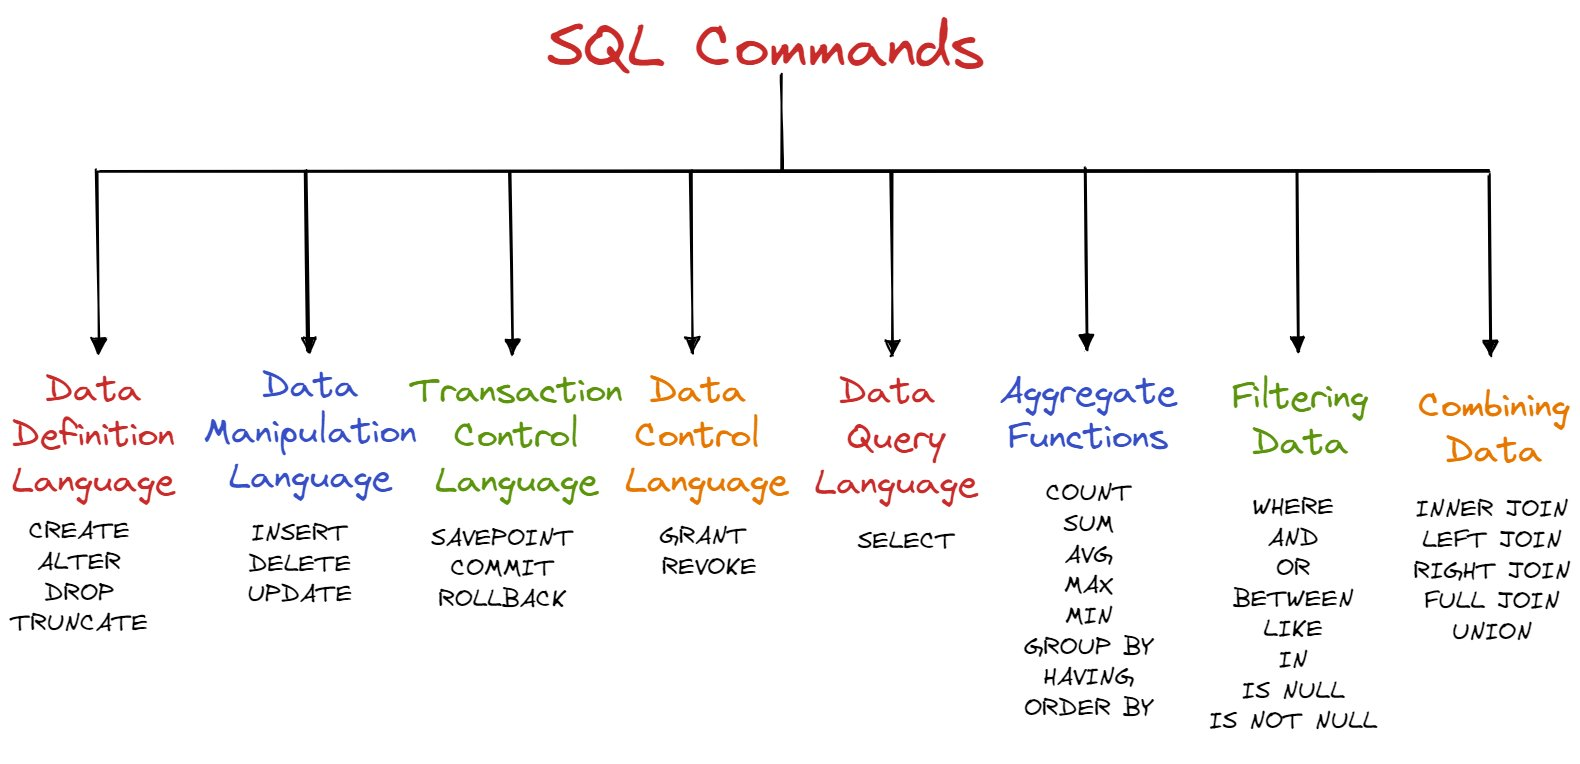 SQL Commands
Data
Definition
Language
CREATE
ALTER
DROP
TRUNCATE
Data
Manipulation
Language
INSERT
DELETE
UPDATE
Transaction
Control
Language
SAVEPOINT
COMMIT
ROLLBACK
Data
Control
Language
GRANT
REVOKE
Data
Query
Language
SELECT
Aggregate
Functions
COUNT
SUM
AVG
MAX
MIN
GROUP BY
HAVING
ORDER BY
Filtering
Data
WHERE
AND
OR
BETWEEN
LIKE
IN
IS NULL
IS NOT NULL
Combining
Data
INNER JOIN
LEFT JOIN
RIGHT JOIN
FULL JOIN
UNION